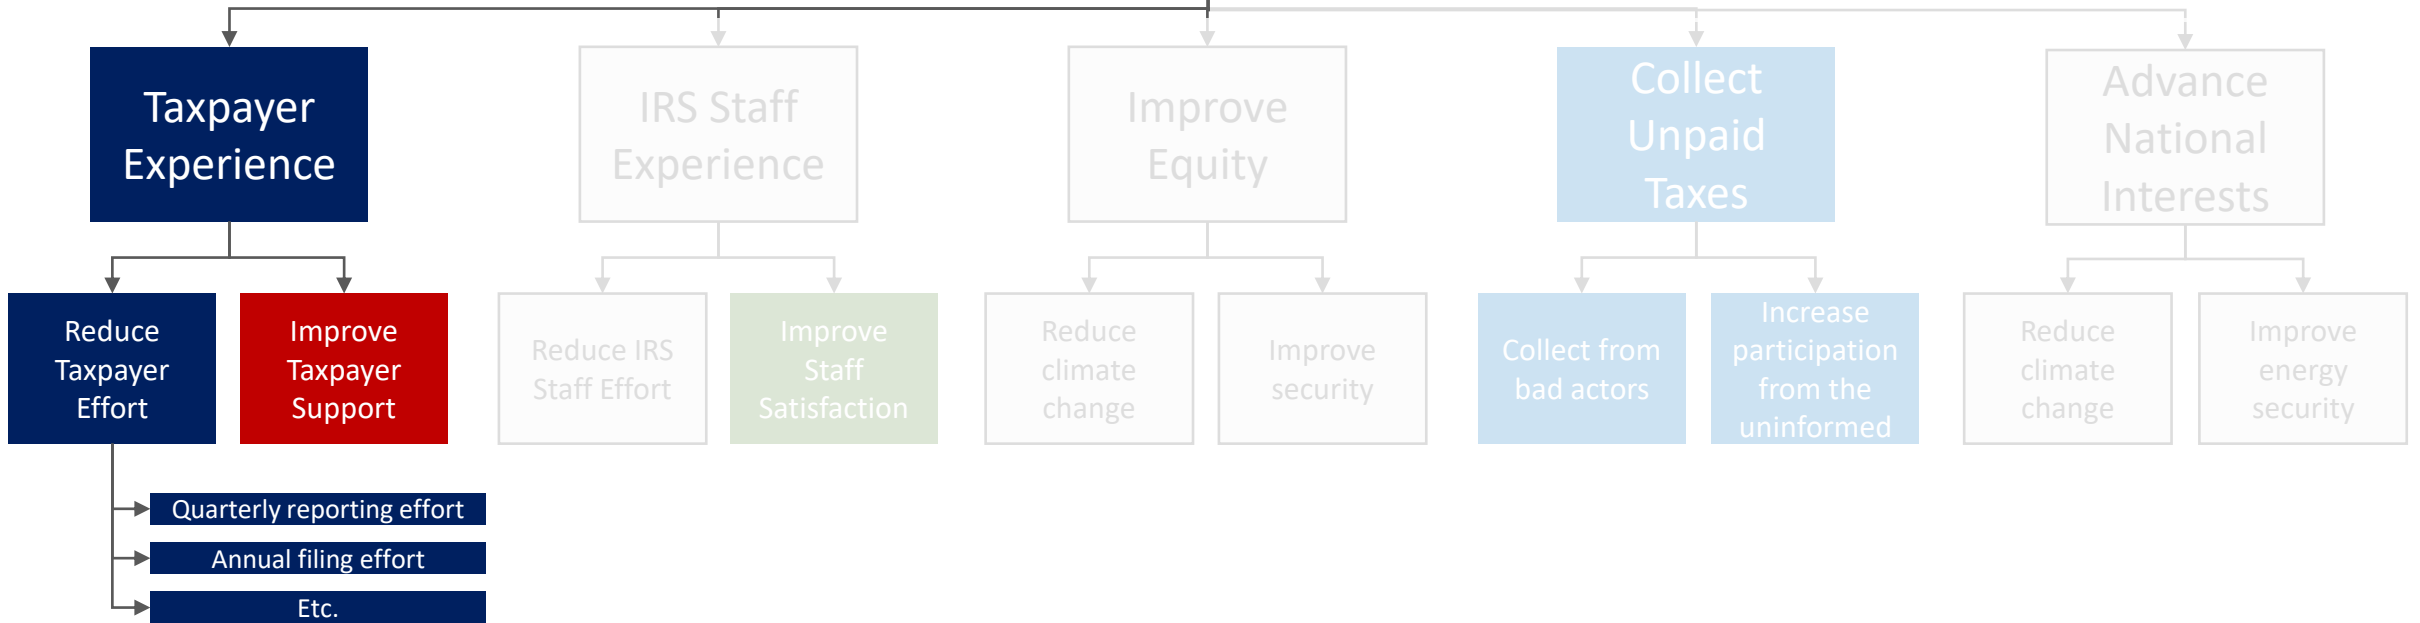 Taxpayer
Experience
IRS Staff
Experience
Improve
Equity
Collect
Unpaid
Taxes
Advance
National
Interests
Reduce
Taxpayer
Effort
Improve
Taxpayer
Support
Reduce IRS
Staff Effort
Improve
Staff
Satisfaction
Reduce
climate
change
Improve
security
Collect from
bad actors
Increase
participation
from the
uninformed
Reduce
climate
change
Improve
energy
security
Quarterly reporting effort
Annual filing effort
Etc.